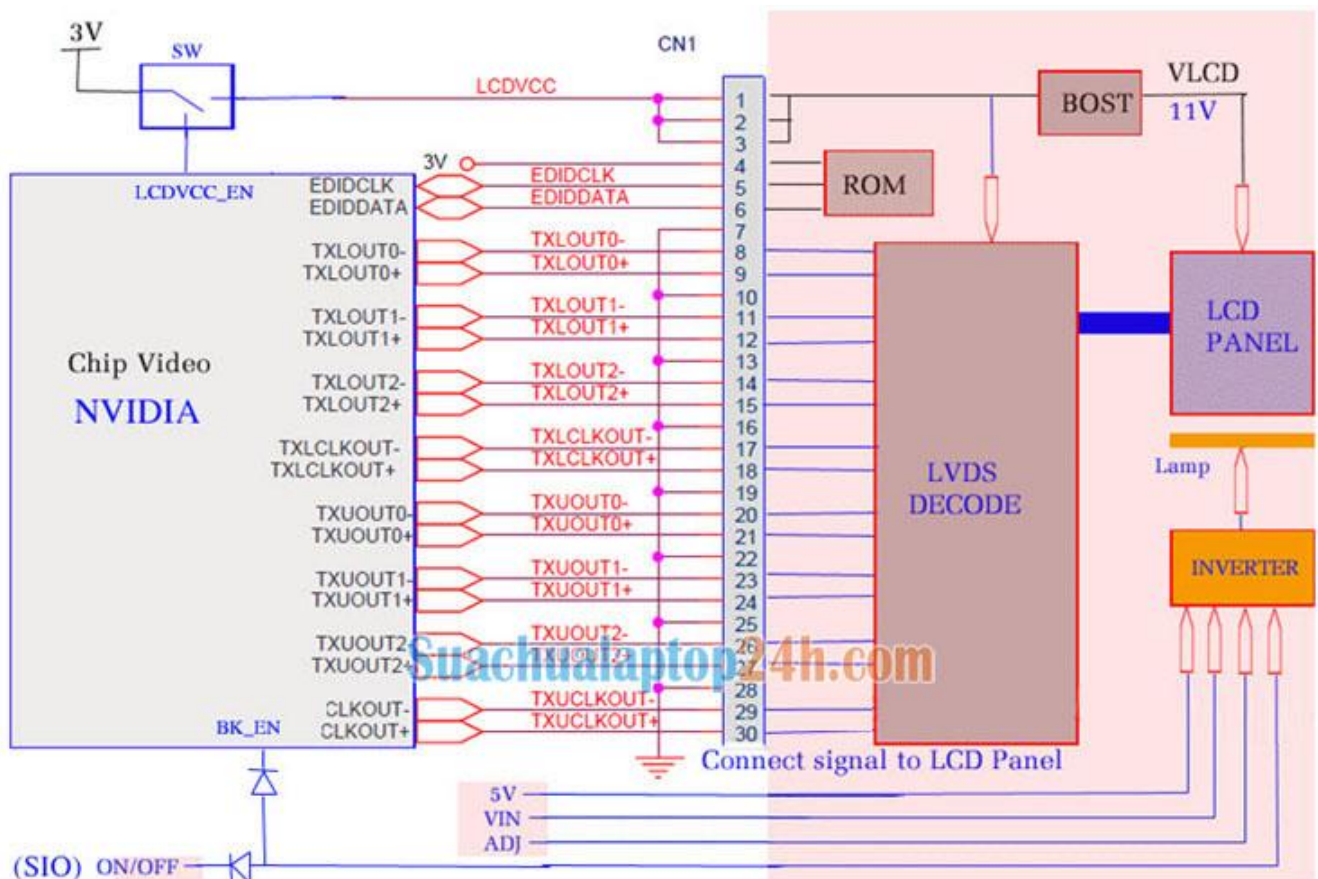 3V
SW
CN1
LCDVCC
VLCD
11V
BOST
LCDVCC_EN
3V
ROM
EDIDCLK EDIDCLK
EDIDDATA EDIDDATA
TXLOUT0- TXLOUT0-
TXLOUT0+ TXLOUT0+
TXLOUT1- TXLOUT1-
TXLOUT1+ TXLOUT1+
TXLOUT2- TXLOUT2-
TXLOUT2+ TXLOUT2+
TXLCLKOUT- TXLCLKOUT-
TXLCLKOUT+ TXLCLKOUT+
TXUOUT0- TXUOUT0-
TXUOUT0+ TXUOUT0+
TXUOUT1- TXUOUT1-
TXUOUT1+ TXUOUT1+
TXUOUT2 TXUOUT2-
TXUOUT2+ TXUOUT2+
CLKOUT- TXUCLKOUT-
CLKOUT+ TXUCLKOUT+
Chip Video
NVIDIA
BK_EN
1
2
3
4
5
6
7
8
9
10
11
12
13
14
15
16
17
18
19
20
21
22
23
24
25
26
27
28
29
30
LVDS
DECODE
LCD
PANEL
Lamp
INVERTER
Suachualaptop24h.com
Connect signal to LCD Panel
5V
VIN
ADJ
(SIO) ON/OFF